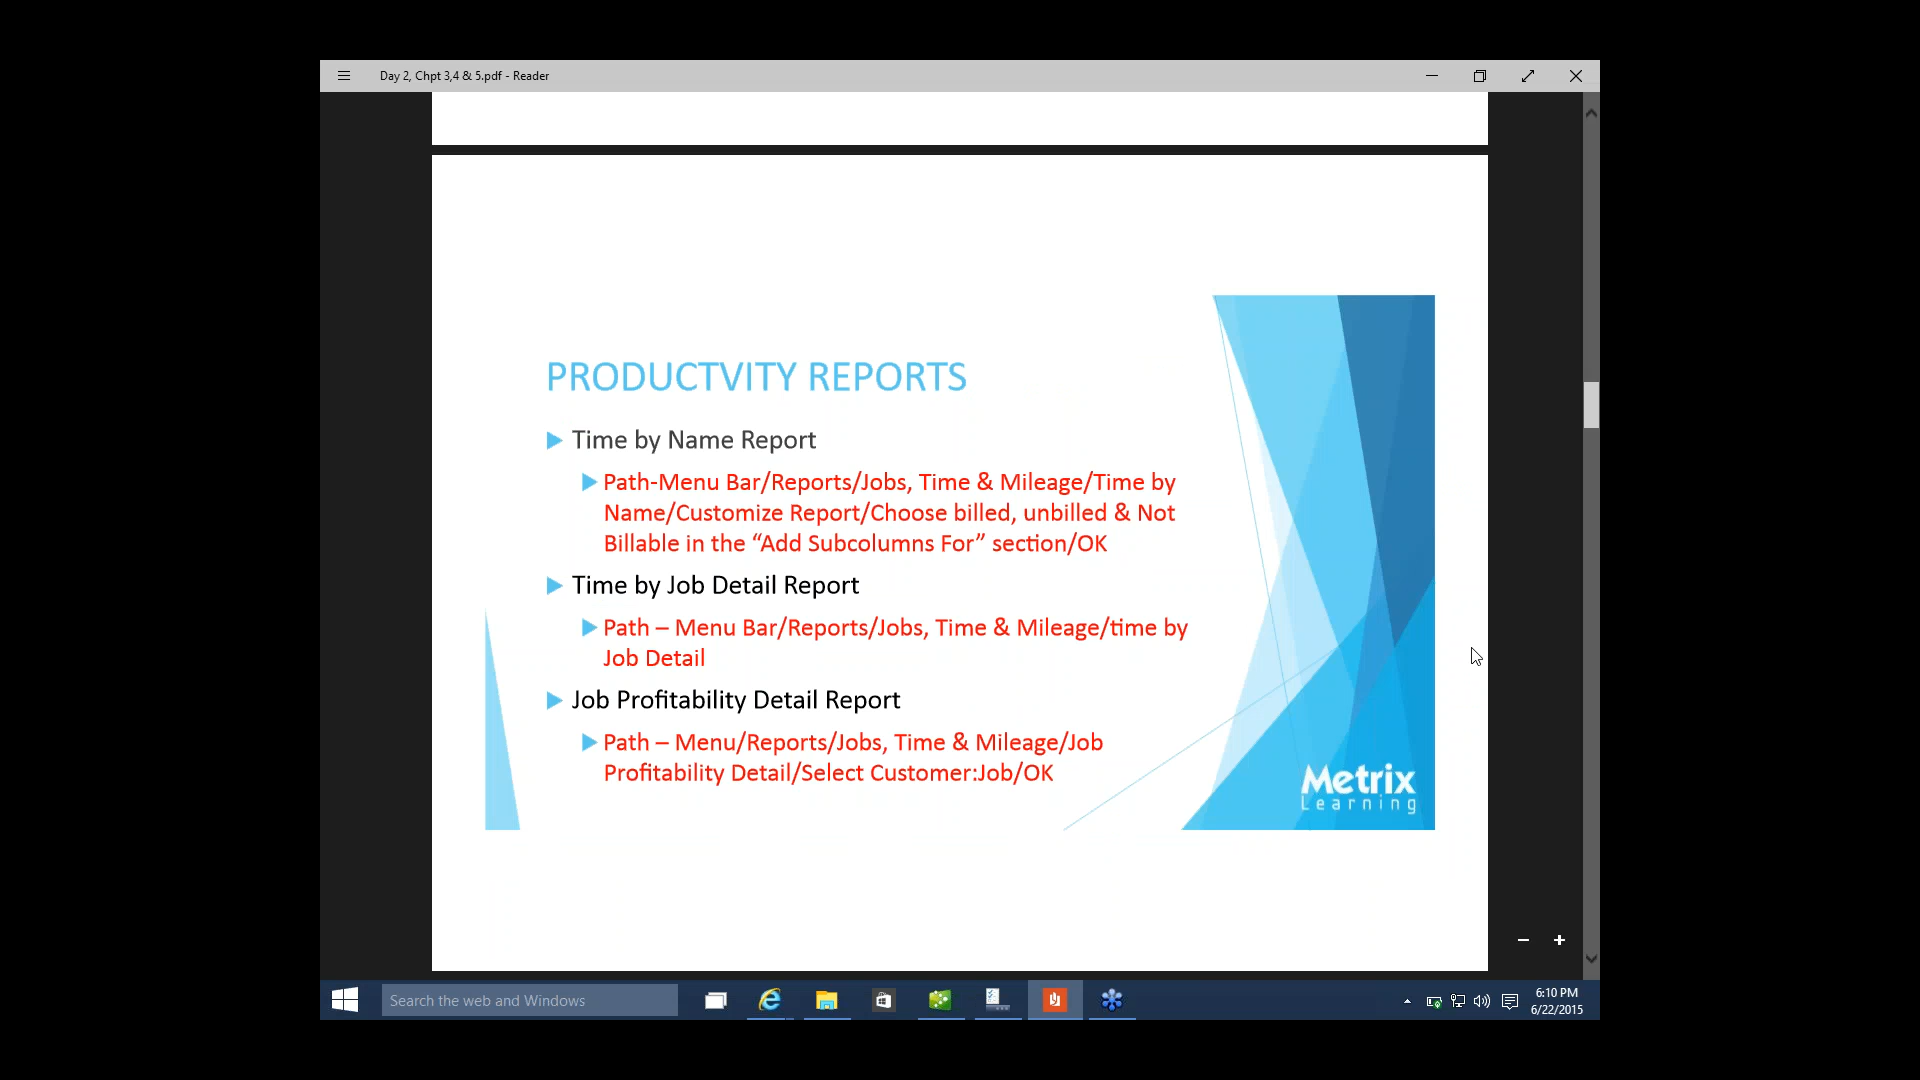 Day 2, Chpt 3,4 & 5.pdf - Reader
PRODUCTVITY REPORTS
Time by Name Report
Path-Menu Bar/Reports/Jobs, Time & Mileage/Time by
Name/Customize Report/Choose billed, unbilled & Not
Billable in the “Add Subcolumns For” section/OK
Time by Job Detail Report
Path – Menu Bar/Reports/Jobs, Time & Mileage/time by
Job Detail
Job Profitability Detail Report
Path – Menu/Reports/Jobs, Time & Mileage/Job
Profitability Detail/Select Customer:Job/OK
Metrix
Learning
Search the web and Windows
6:10 PM
6/22/2015